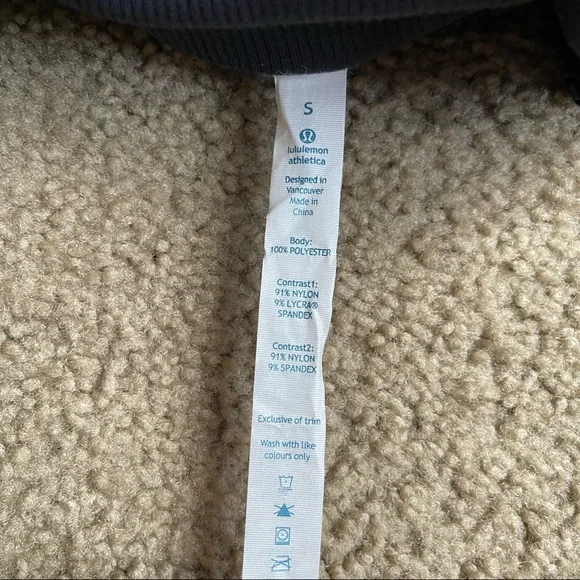 S
lululemon
athletica
Designed in
Vancouver
Made in
China
Body:
100% POLYESTER
Contrast1:
91% NYLON
9% LYCRA®
SPANDEX
Contrast2:
91% NYLON
9% SPANDEX
Exclusive of trim
Wash with like
colours only